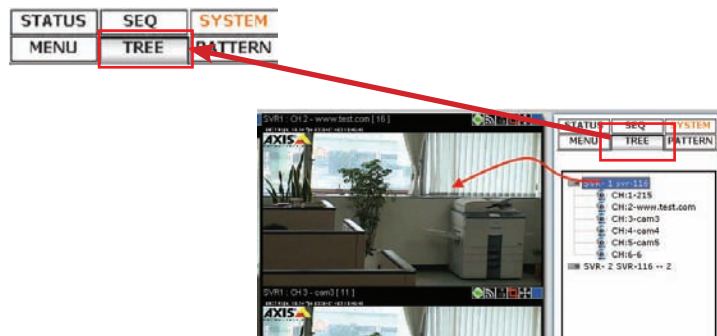 STATUS SEQ SYSTEM
MENU TREE PATTERN
SVR1 : CH 2 - www.test.com [ 16 ]
AXIS
STATUS SEQ SYSTEM
MENU TREE PATTERN
SVR- 1 svr-116
CH:1-215
CH:2-www.test.com
CH:3-cam3
CH:4-cam4
CH:5-cam5
CH:6-6
SVR- 2 SVR-116 -- 2
SVR1 : CH 3 - cam3 [ 11 ]
AXIS